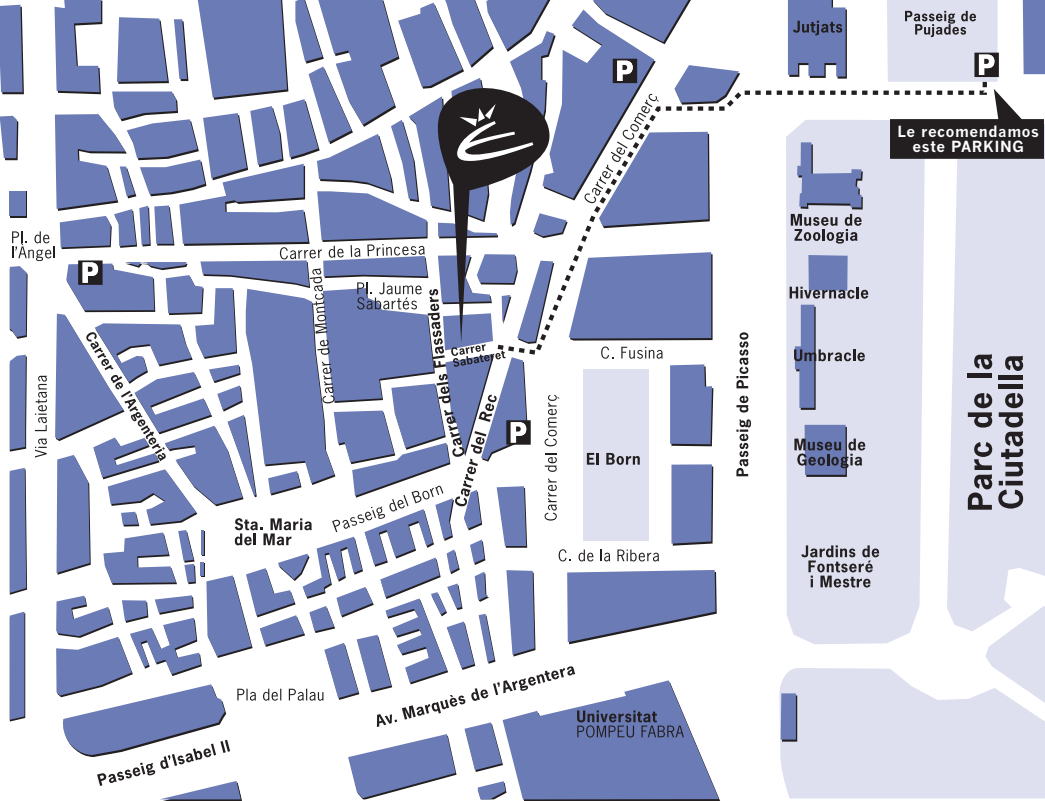 Jutjats
Passeig de
Pujades
P
P
Le recomendamos
este PARKING
Carrer del Comerç
Museu de
Zoologia
Pl. de
l'Angel
Carrer de la Princesa
P
Pl. Jaume
Sabartés
Hivernacle
Carrer de Montcada
Carrer dels Flassaders
Carrer
Sabateret
C. Fusina
Umbracle
Carrer de l'Argenteria
Via Laietana
Passeig de Picasso
Parc de la
Ciutadella
Carrer del Rec
P
Carrer del Comerç
El Born
Museu de
Geologia
Passeig del Born
Sta. Maria
del Mar
C. de la Ribera
Jardins de
Fontseré
i Mestre
Pla del Palau
Av. Marquès de l'Argentera
Universitat
POMPEU FABRA
Passeig d'Isabel II